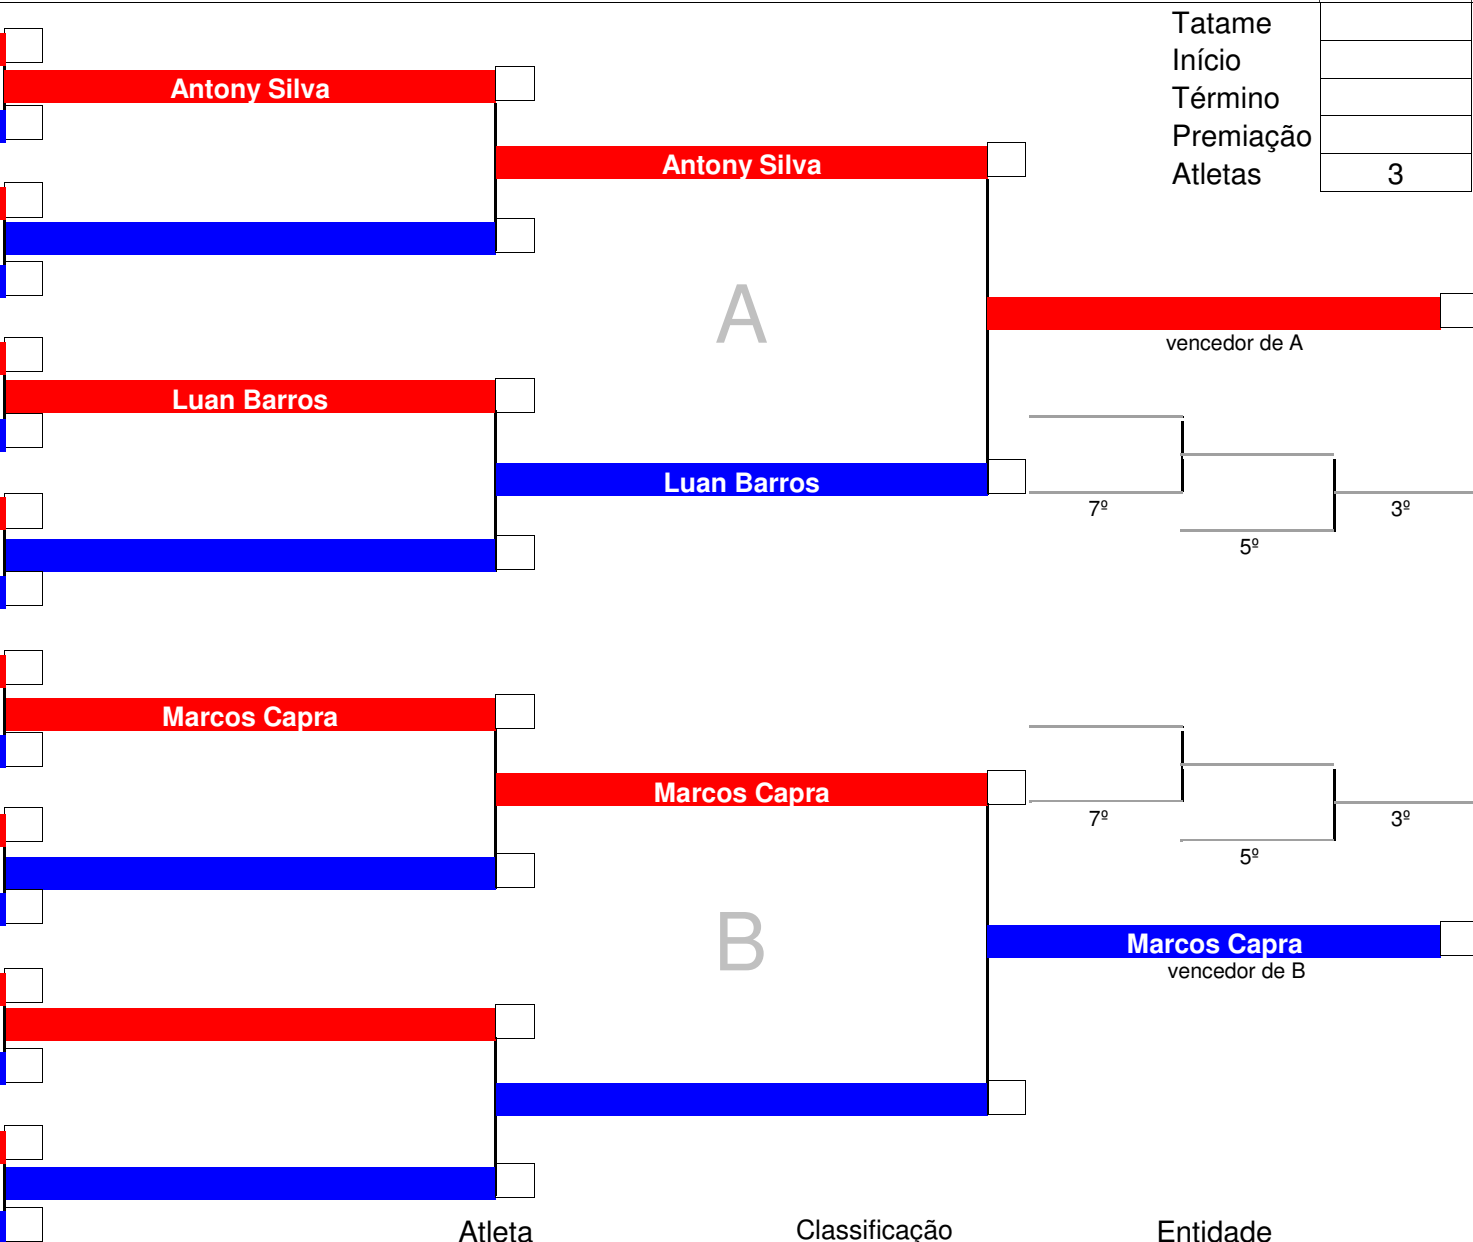 Tatame
Início
Término
Premiação
Atletas 3
Antony Silva
Antony Silva
A
vencedor de A
Luan Barros
Luan Barros
7º
3º
5º
Marcos Capra
Marcos Capra
7º
3º
5º
B
Marcos Capra
vencedor de B
Atleta Classificação Entidade